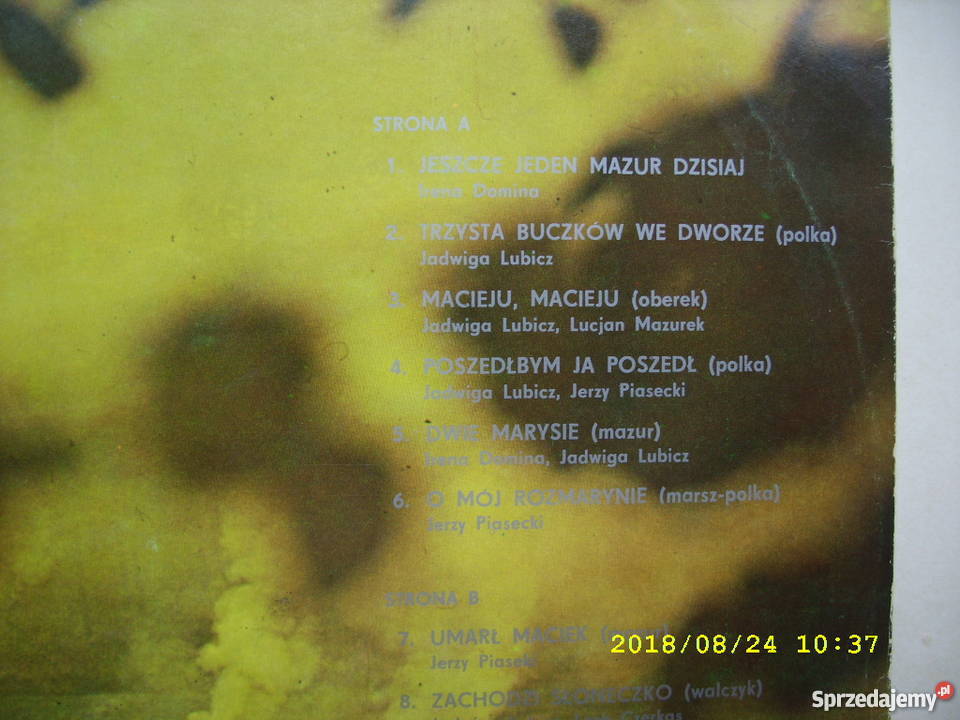 STRONA A
1. JESZCZE JEDEN MAZUR DZISIAJ
Irena Domina
2. TRZYSTA BUCZKÓW WE DWORZE (polka)
Jadwiga Lubicz
3. MACIEJU, MACIEJU (oberek)
Jadwiga Lubicz, Lucjan Mazurek
4. POSZEDŁBYM JA POSZEDŁ (polka)
Jadwiga Lubicz, Jerzy Piasecki
5. DWIE MARYSIE (mazur)
Irena Domina, Jadwiga Lubicz
6. O MÓJ ROZMARYNIE (marsz-polka)
Jerzy Piasecki
STRONA B
7. UMARŁ MACIEK
Jerzy Piasecki
8. ZACHODZI SŁONECZKO (walczyk)
Czerkas
2018/08/24 10:37
Sprzedajemy.pl